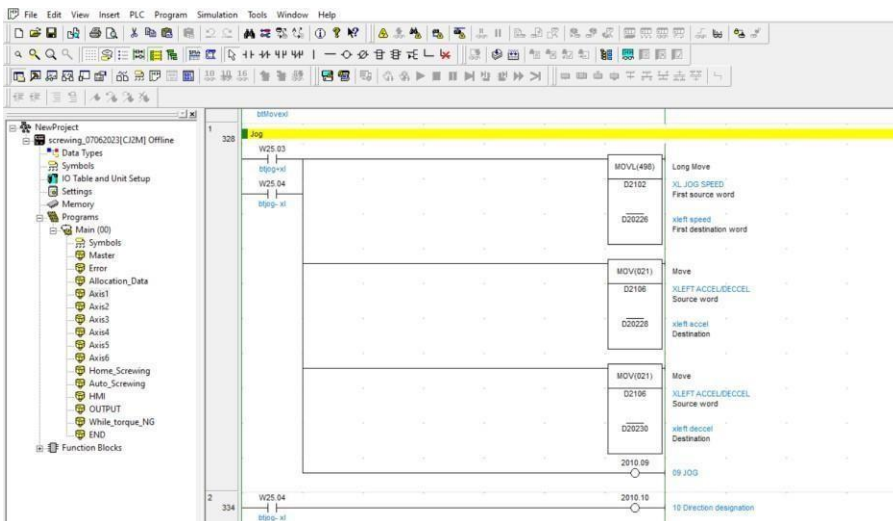 File Edit View Insert PLC Program Simulation Tools Window Help
NewProject
screwing_07062023[CJ2M] Offline
Data Types
Symbols
IO Table and Unit Setup
Settings
Memory
Programs
Main (00)
Symbols
Master
Error
Allocation_Data
Axis1
Axis2
Axis3
Axis4
Axis5
Axis6
Home_Screwing
Auto_Screwing
HMI
OUTPUT
While_torque_NG
END
Function Blocks
btMovexl
1
328
Jog
W25.03
btjog+xl
W25.04
btjog- xl
MOVL(498) Long Move
D2102 XL JOG SPEED
First source word
D20226 xleft speed
First destination word
MOV(021) Move
D2106 XLEFT ACCEL/DECCEL
Source word
D20228 xleft accel
Destination
MOV(021) Move
D2106 XLEFT ACCEL/DECCEL
Source word
D20230 xleft deccel
Destination
2010.09
09 JOG
2
334
W25.04
btjog- xl
2010.10
10 Direction designation